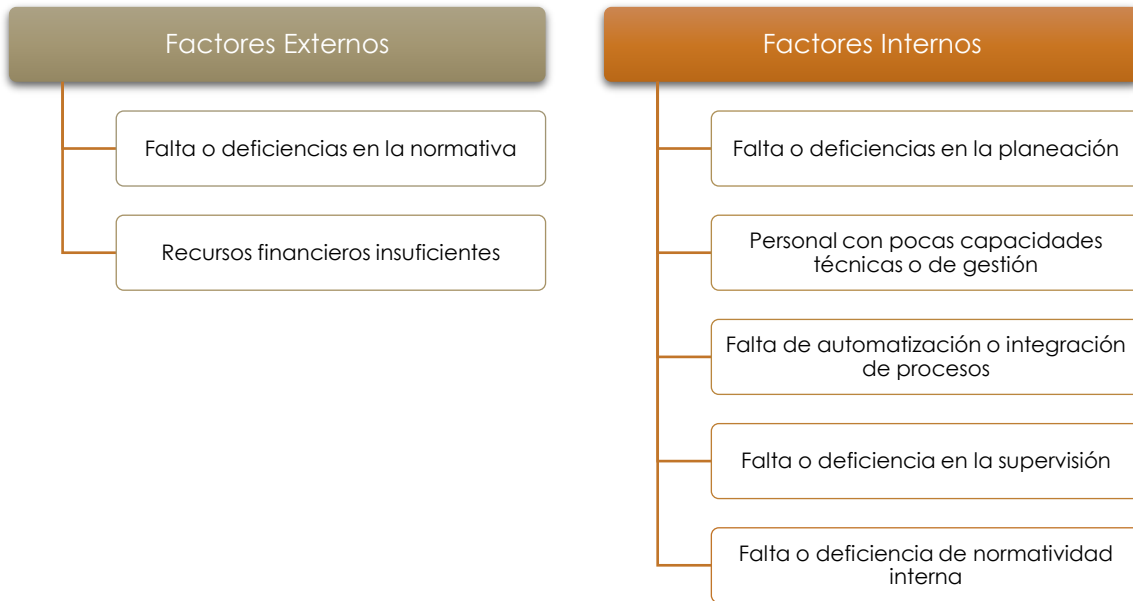 Factores Externos
Falta o deficiencias en la normativa
Recursos financieros insuficientes
Factores Internos
Falta o deficiencias en la planeación
Personal con pocas capacidades
técnicas o de gestión
Falta de automatización o integración
de procesos
Falta o deficiencia en la supervisión
Falta o deficiencia de normatividad
interna